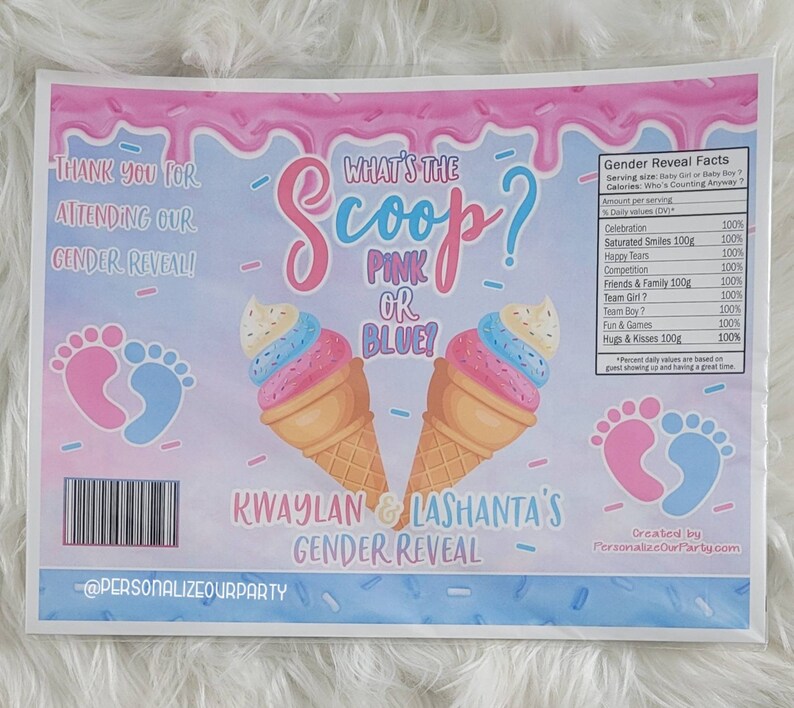 THANK YOU FOR
ATTENDING OUR
GENDER REVEAL!
WHAT'S THE
Scoop?
PINK
OR
BLUE?
KWAYLAN & LASHANTA'S
GENDER REVEAL
Gender Reveal Facts
Serving size: Baby Girl or Baby Boy ?
Calories: Who's Counting Anyway ?
Amount per serving
% Daily values (DV)*
Celebration 100%
Saturated Smiles 100g 100%
Happy Tears 100%
Competition 100%
Friends & Family 100g 100%
Team Girl ? 100%
Team Boy ? 100%
Fun & Games 100%
Hugs & Kisses 100g 100%
*Percent daily values are based on
guest showing up and having a great time.
Created by
PersonalizeOurParty.com
@PERSONALIZEOURPARTY